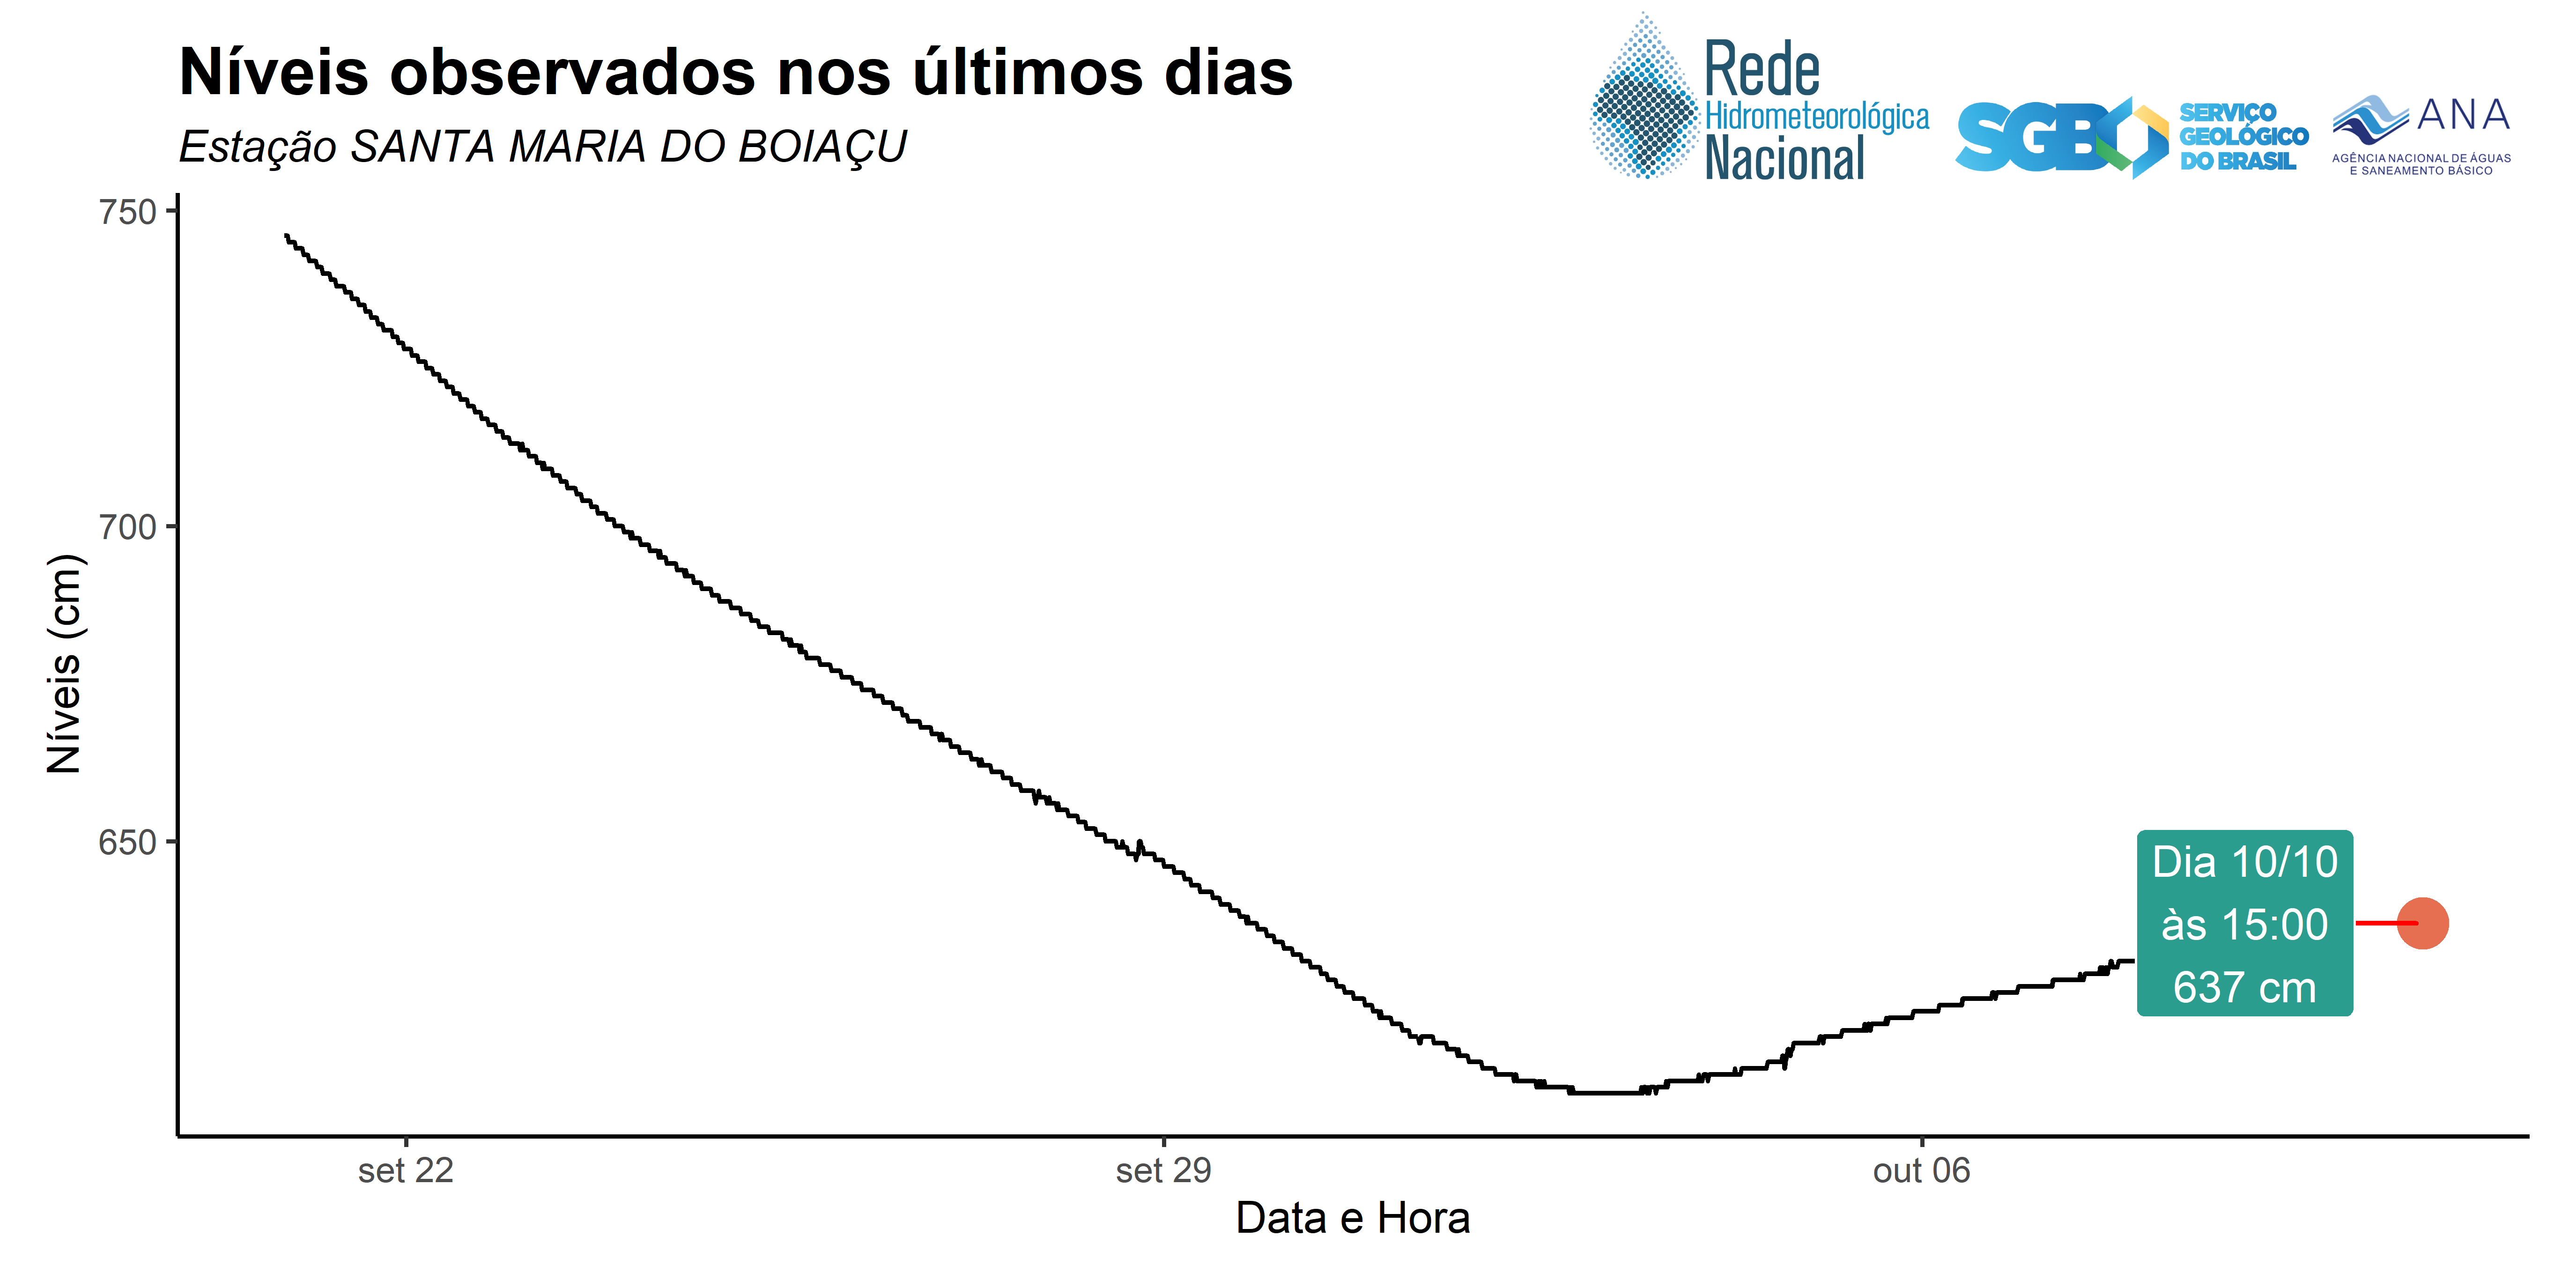 Níveis observados nos últimos dias
Estação SANTA MARIA DO BOIAÇU
Rede
Hidrometeorológica
Nacional
SGB
SERVIÇO
GEOLÓGICO
DO BRASIL
ANA
AGÊNCIA NACIONAL DE ÁGUAS
E SANEAMENTO BÁSICO
750
700
650
Níveis (cm)
Dia 10/10
às 15:00
637 cm
set 22
set 29
out 06
Data e Hora